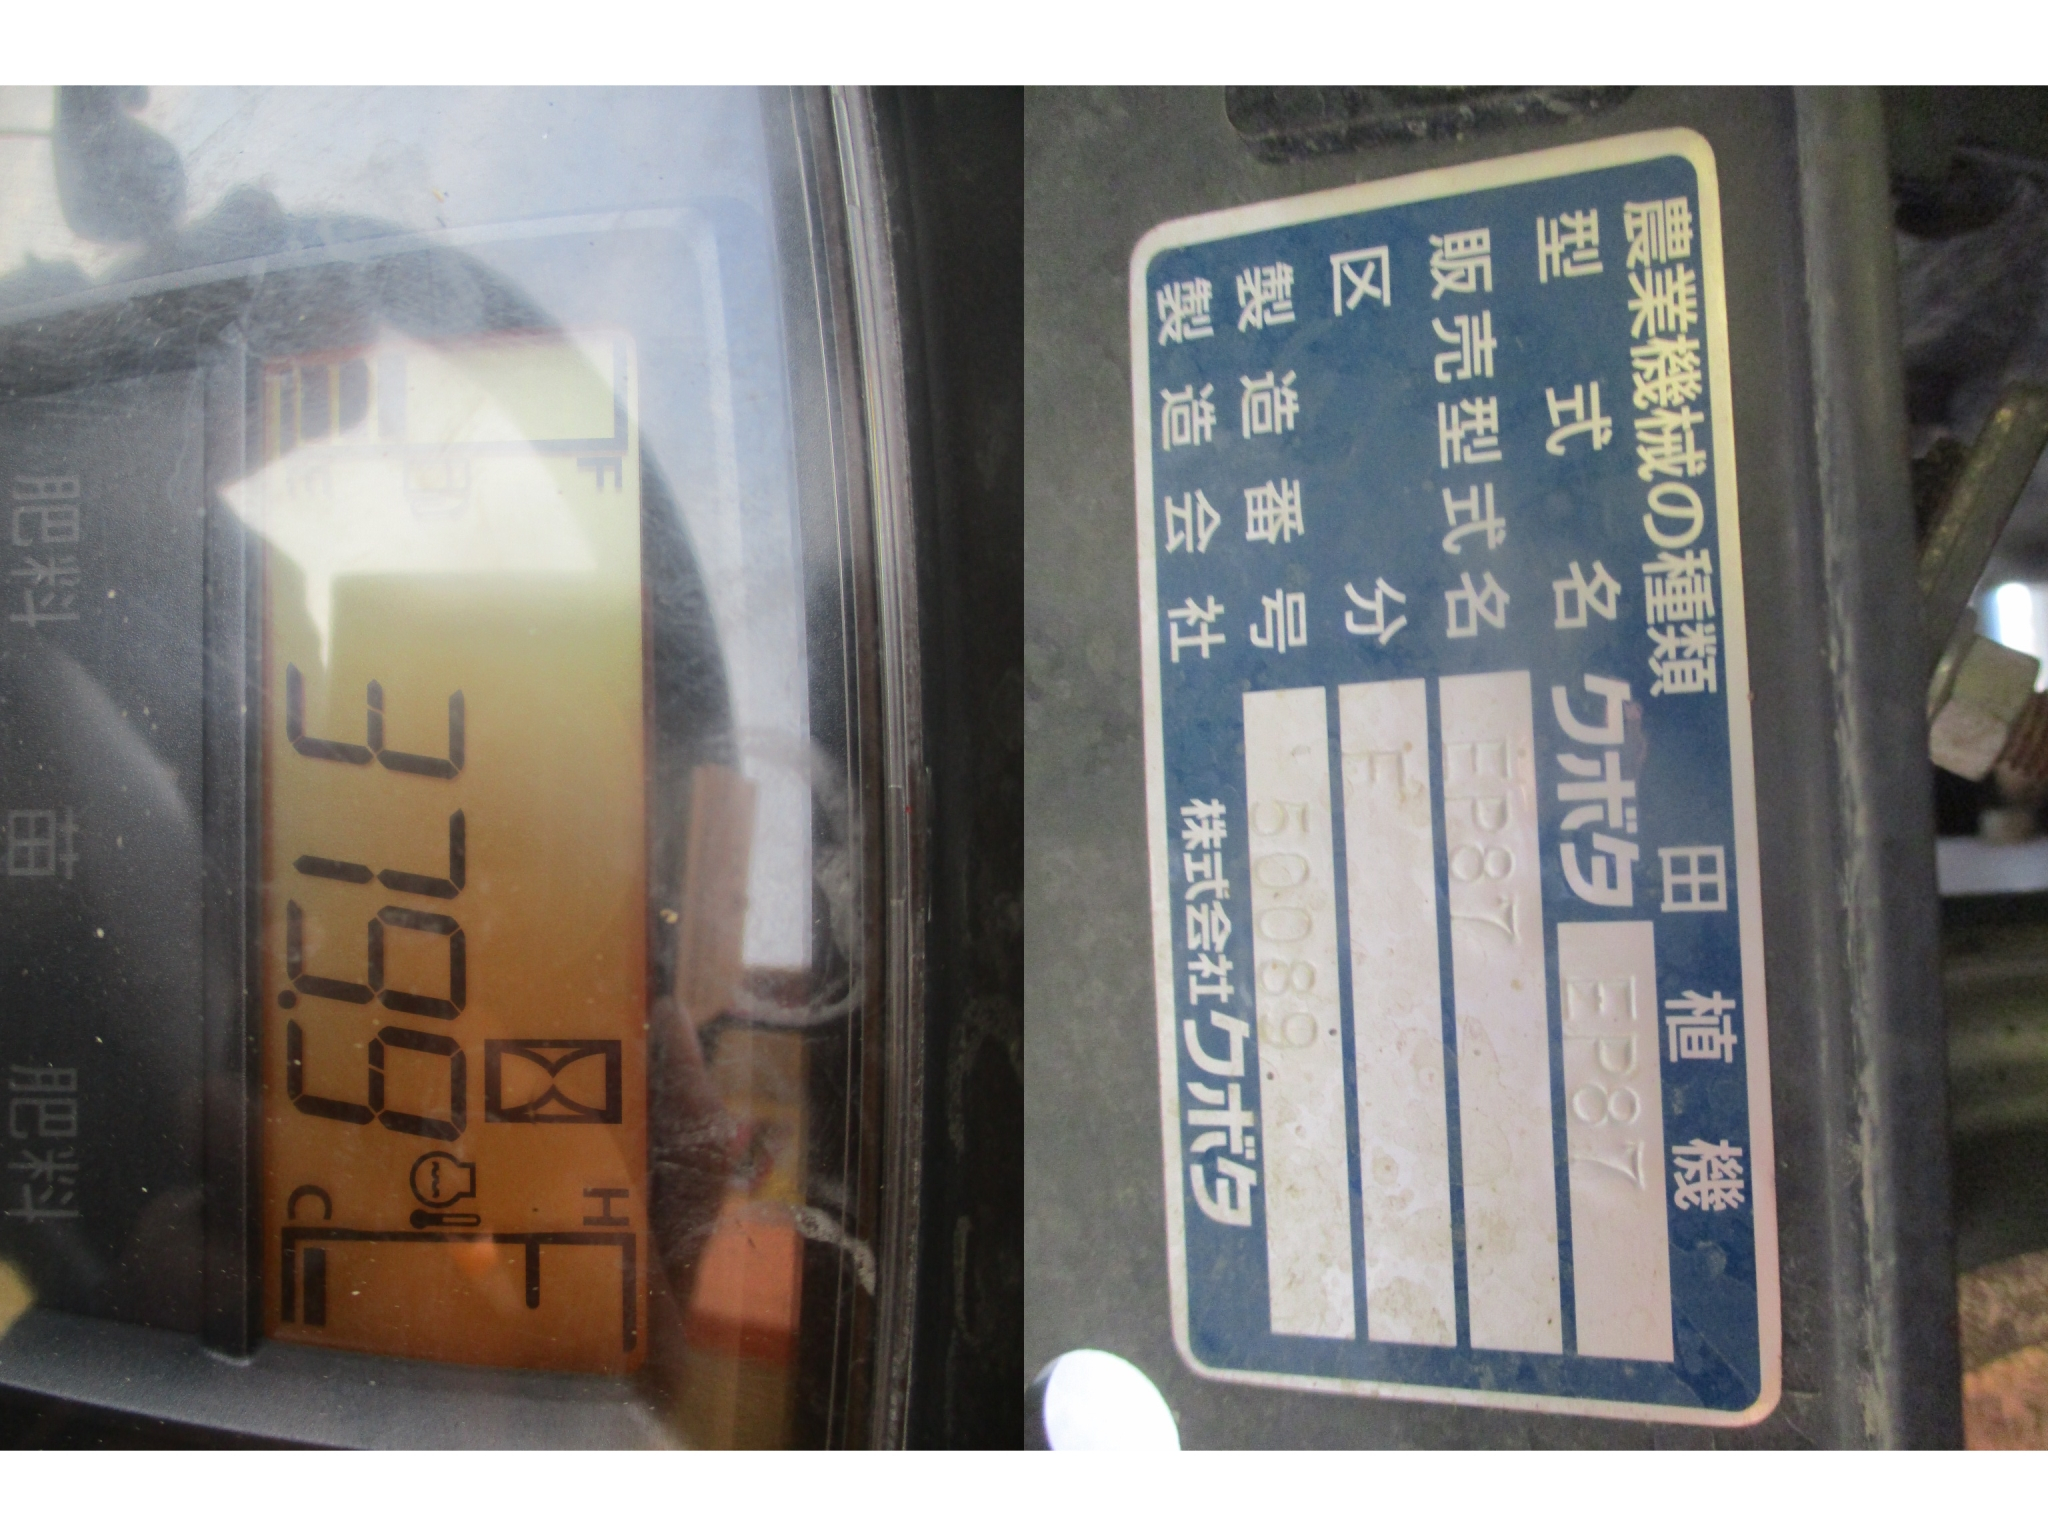 F
H
379.9
E
C
肥料 苗 肥料
農業機械の種類 田植機
型式名 クボタ EP87
販売型式名 EP87
区分 F
製造番号 50089
製造会社 株式会社クボタ